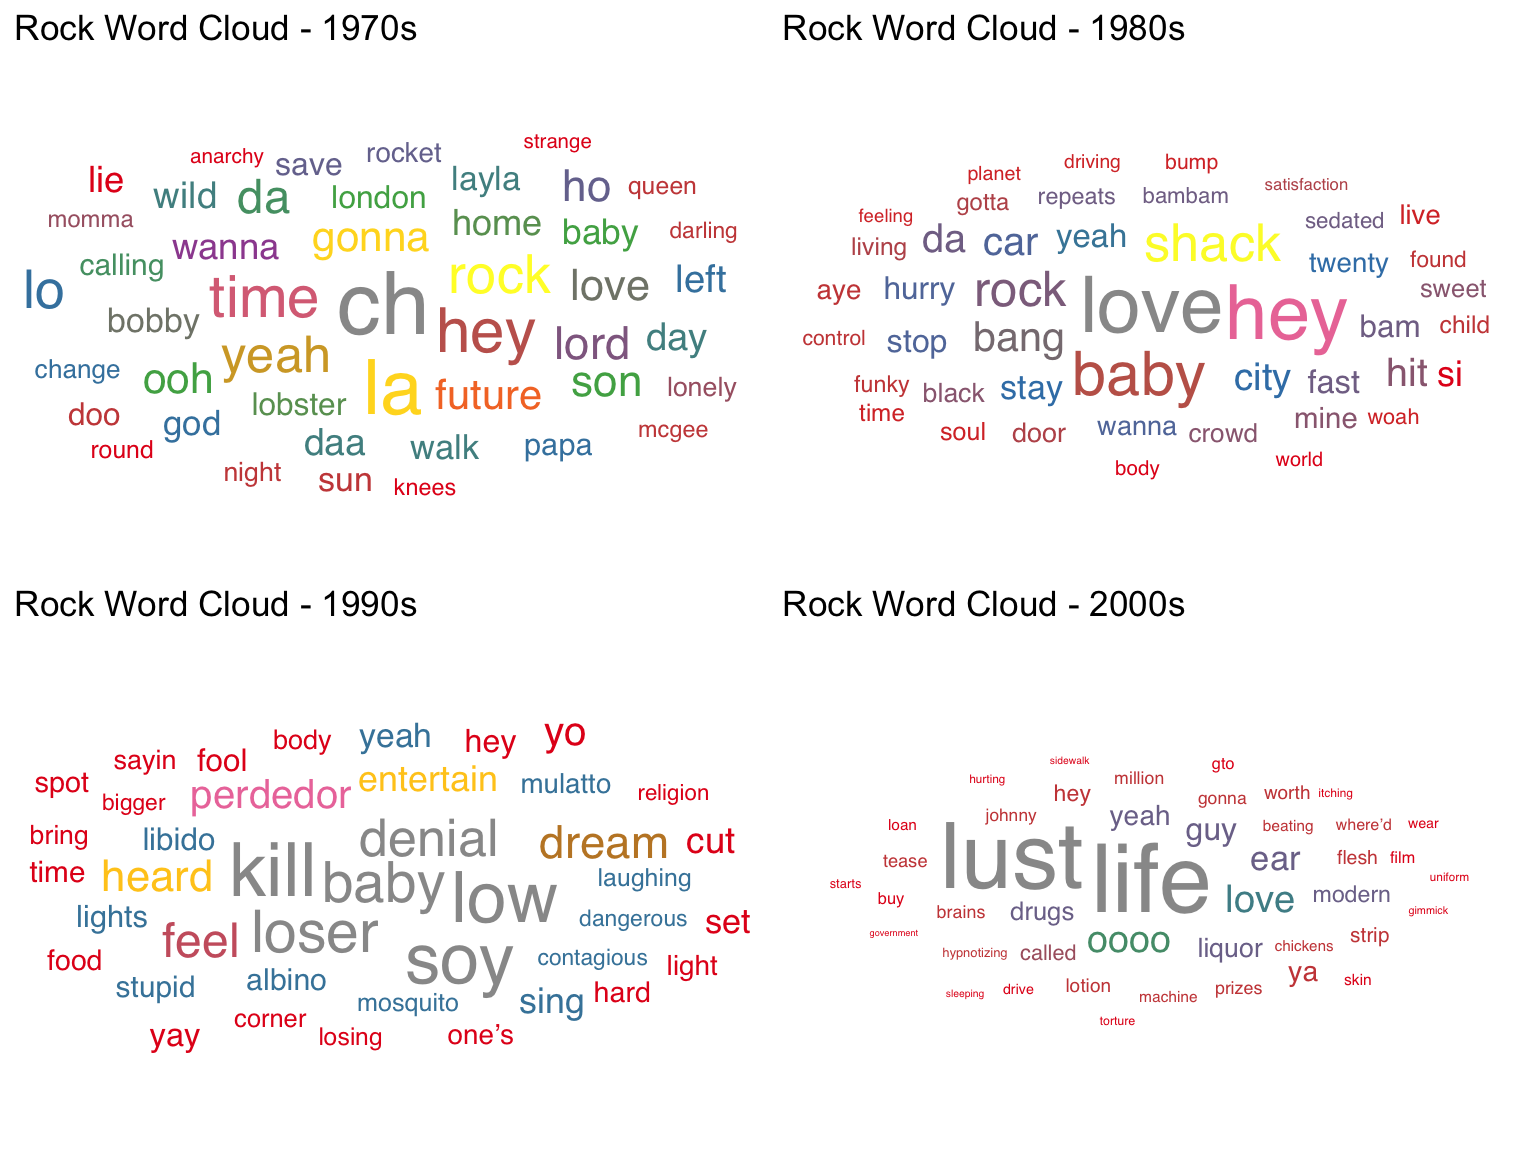 Rock Word Cloud - 1970s
strange
rocket
anarchy
save
lie
wild
da
london
layla
ho
queen
momma
wanna
gonna
home
baby
darling
calling
lo
time
ch
rock
love
left
bobby
hey
lord
day
yeah
change
ooh
la
future
son
lonely
doo
god
lobster
mcgee
round
daa
walk
papa
night
sun
knees
Rock Word Cloud - 1980s
planet
driving
bump
gotta
repeats
bambam
satisfaction
feeling
sedated
live
living
da
car
yeah
shack
twenty
found
aye
hurry
rock
love
hey
sweet
control
stop
bang
bam
child
funky
black
stay
baby
city
fast
hit
si
time
soul
door
wanna
crowd
mine
woah
body
world
Rock Word Cloud - 1990s
body
yeah
hey
yo
sayin
fool
spot
bigger
perdedor
entertain
mulatto
religion
bring
libido
denial
dream
cut
time
heard
kill
baby
low
laughing
lights
feel
loser
dangerous
set
food
soy
contagious
light
stupid
albino
mosquito
sing
hard
yay
corner
losing
one’s
Rock Word Cloud - 2000s
sidewalk
gto
hurting
hey
million
gonna
worth
itching
loan
johnny
yeah
guy
beating
where’d
wear
tease
lust
life
ear
flesh
film
starts
buy
love
modern
uniform
government
brains
drugs
gimmick
hypnotizing
called
oooo
liquor
chickens
strip
sleeping
drive
lotion
machine
prizes
ya
skin
torture